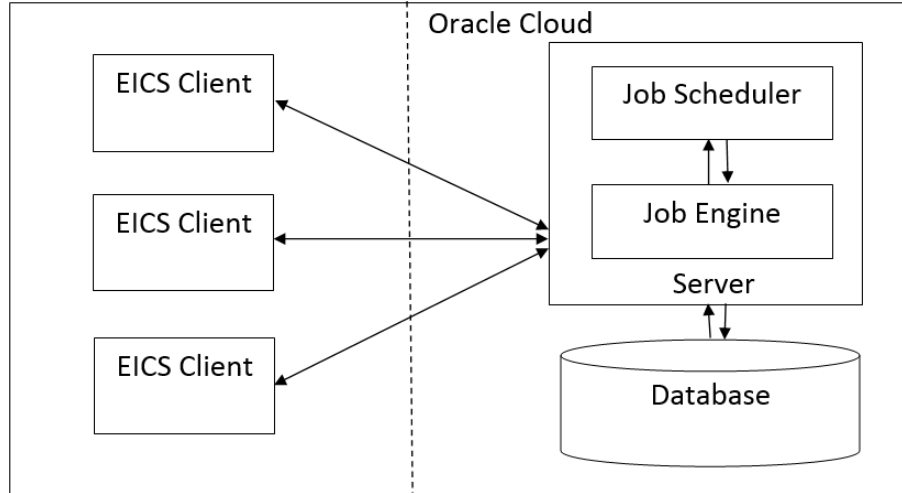 Oracle Cloud
EICS Client
Job Scheduler
EICS Client
Job Engine
Server
EICS Client
Database